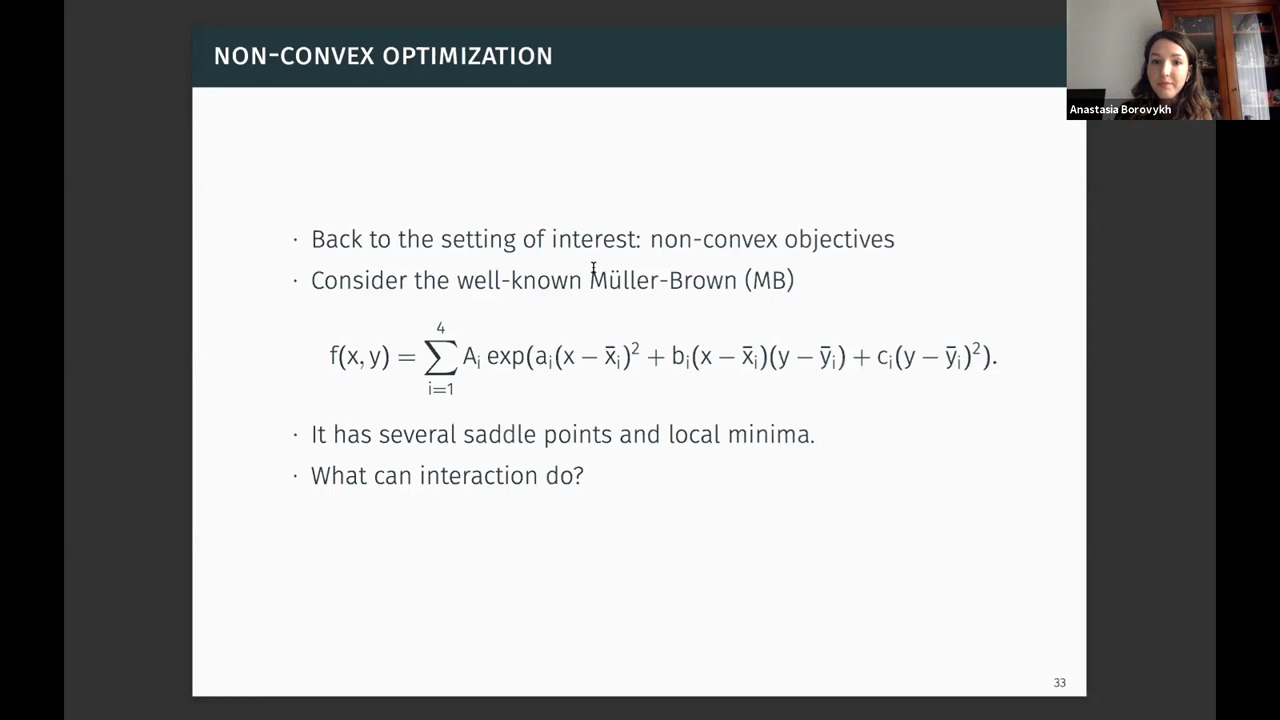 NON-CONVEX OPTIMIZATION
Anastasia Borovykh
· Back to the setting of interest: non-convex objectives
· Consider the well-known Müller-Brown (MB)
f(x, y) = ∑_{i=1}^{4} A_i exp(a_i(x − x̄_i)² + b_i(x − x̄_i)(y − ȳ_i) + c_i(y − ȳ_i)²).
· It has several saddle points and local minima.
· What can interaction do?
33